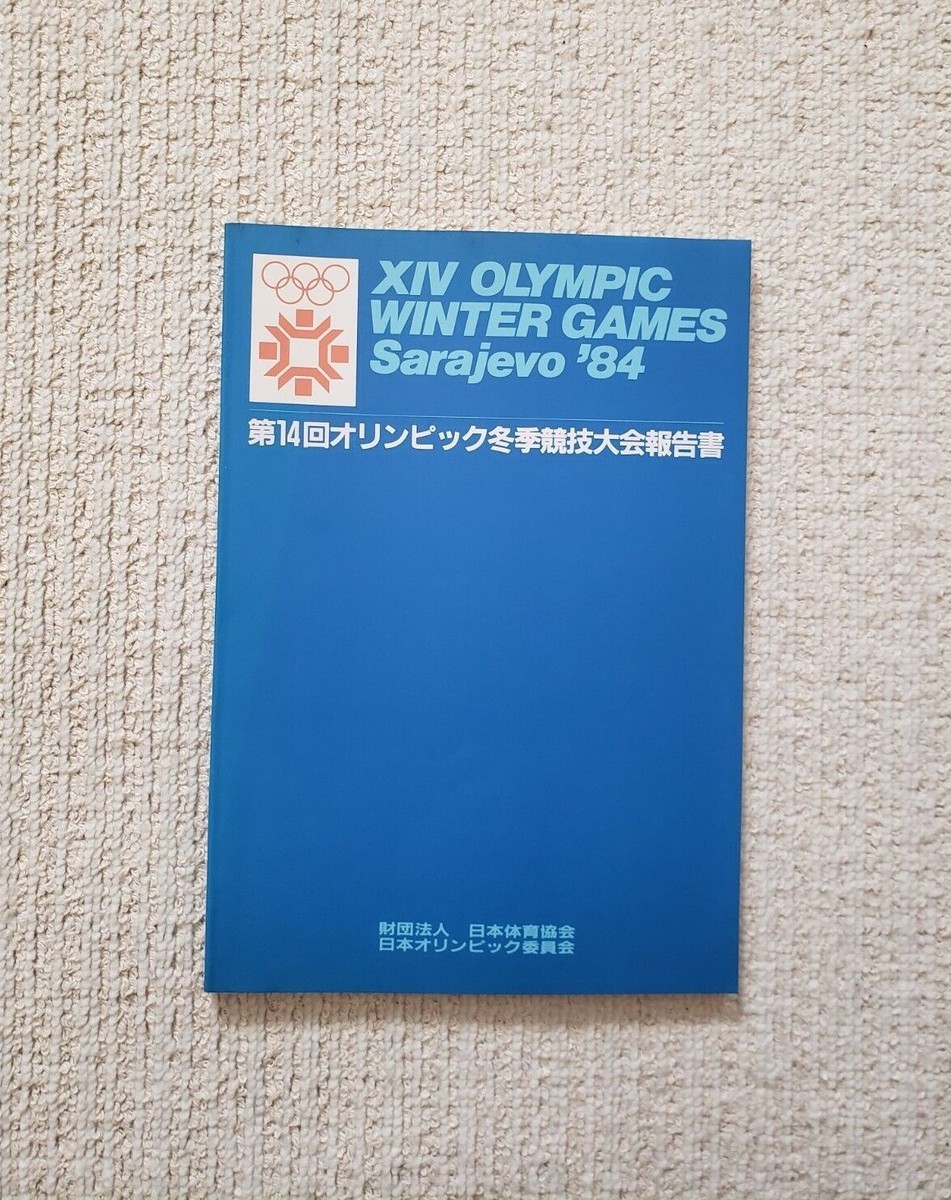 XIV OLYMPIC
WINTER GAMES
Sarajevo '84
第14回オリンピック冬季競技大会報告書
財団法人　日本体育協会
日本オリンピック委員会